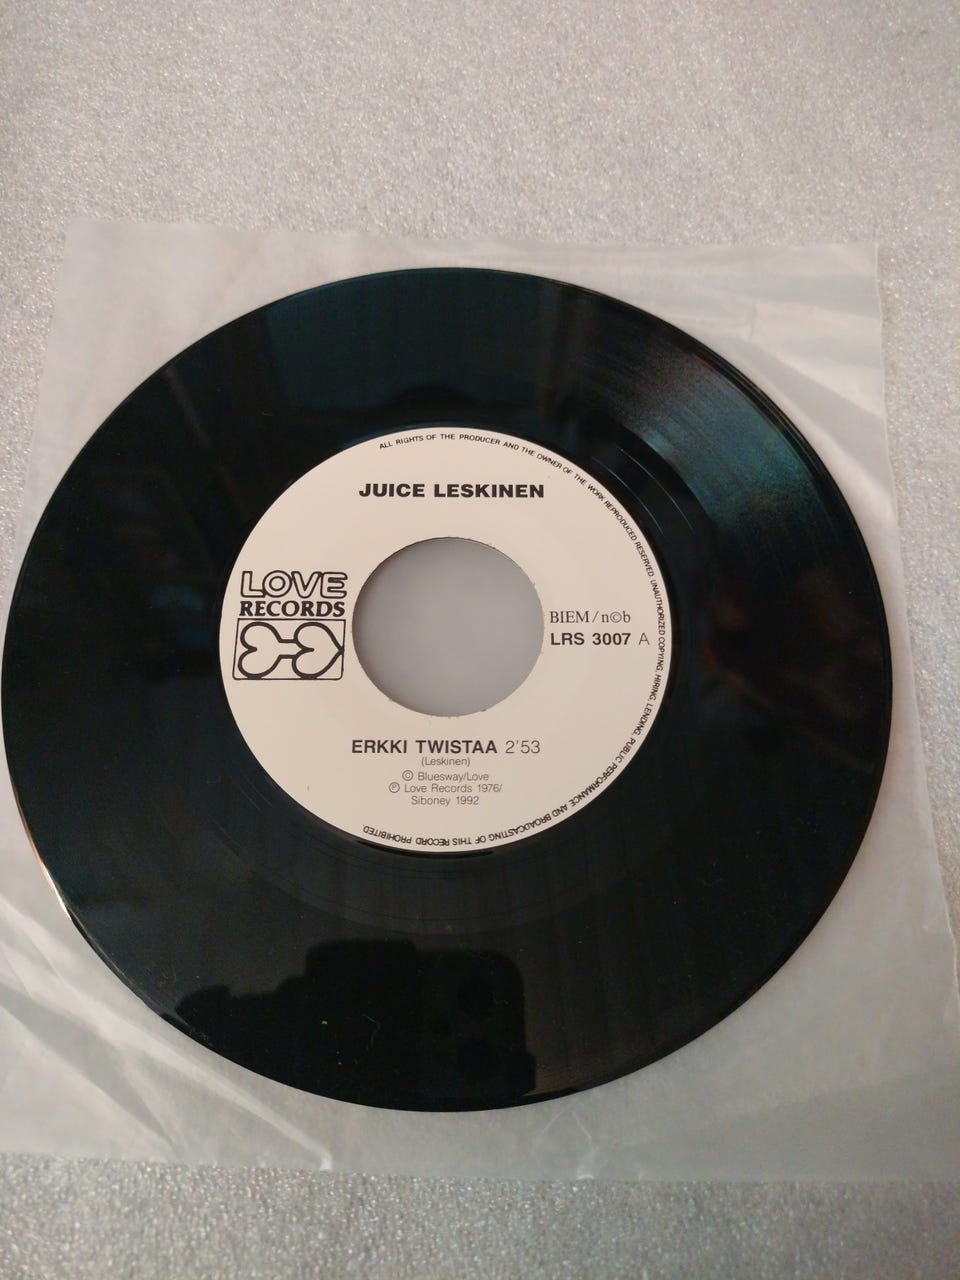 ALL RIGHTS OF THE PRODUCER AND THE OWNER OF THE WORK REPRODUCED RESERVED. UNAUTHORIZED COPYING, HIRING, LENDING, PUBLIC PERFORMANCE AND BROADCASTING OF THIS RECORD PROHIBITED.
JUICE LESKINEN
LOVE
RECORDS
BIEM/n©b
LRS 3007 A
ERKKI TWISTAA 2'53
(Leskinen)
© Bluesway/Love
℗ Love Records 1976/
Siboney 1992